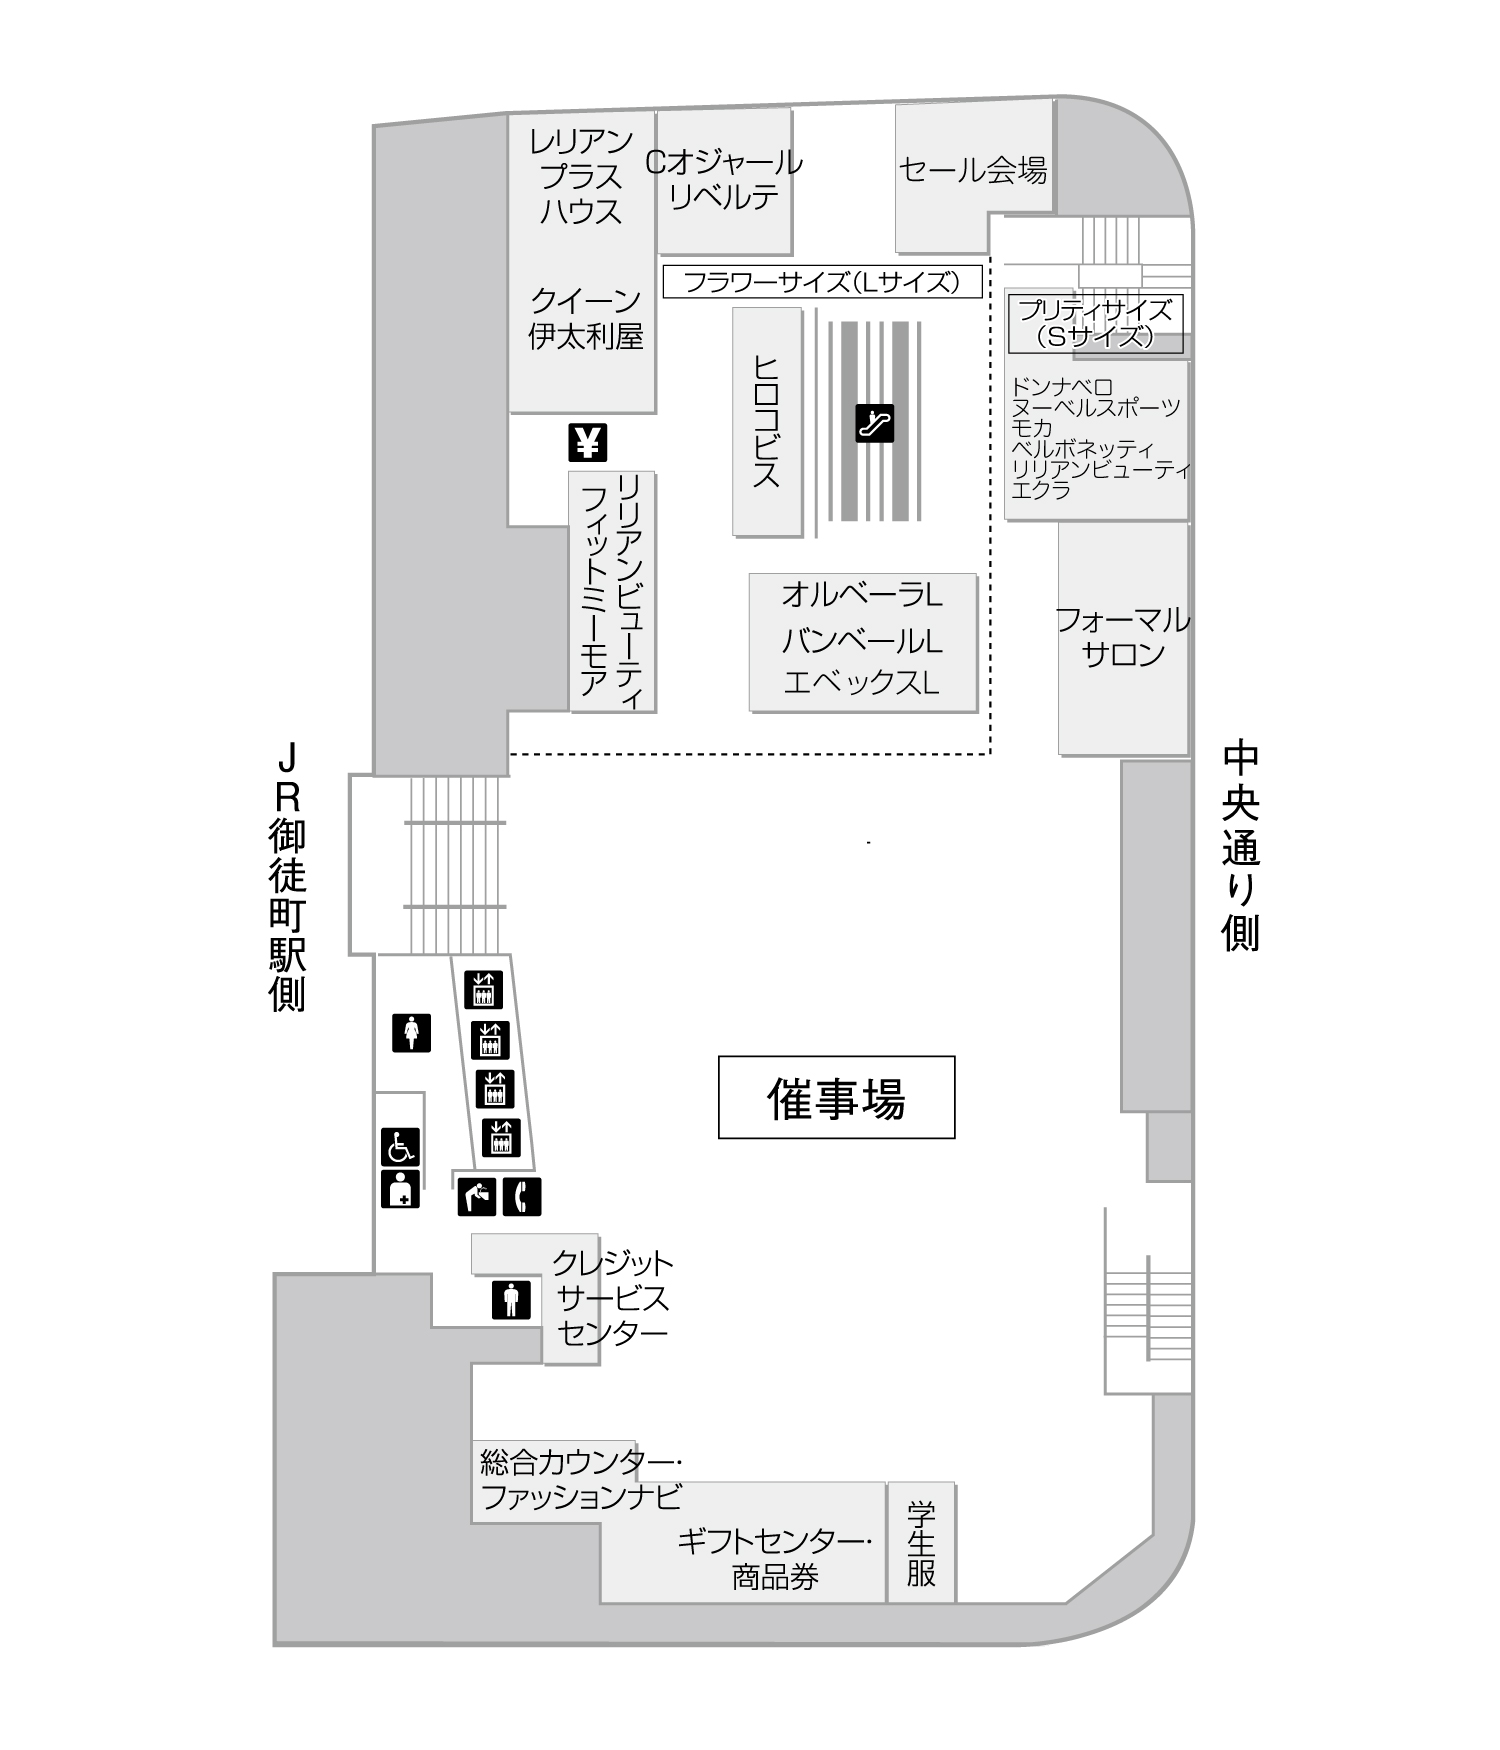 レリアン
プラス
ハウス
Cオジャール
リベルテ
セール会場
フラワーサイズ(Lサイズ)
クイーン
伊太利屋
プリティサイズ
(Sサイズ)
ヒロコビス
ドンナベロ
ヌーベルスポーツ
モカ
ベルボネッティ
リリアンビューティ
エクラ
¥
リリアンビューティ
フィットミーモア
オルベーラL
バンベールL
エベックスL
フォーマル
サロン
JR御徒町駅側
中央通り側
催事場
クレジット
サービス
センター
総合カウンター・
ファッションナビ
ギフトセンター・
商品券
学生服